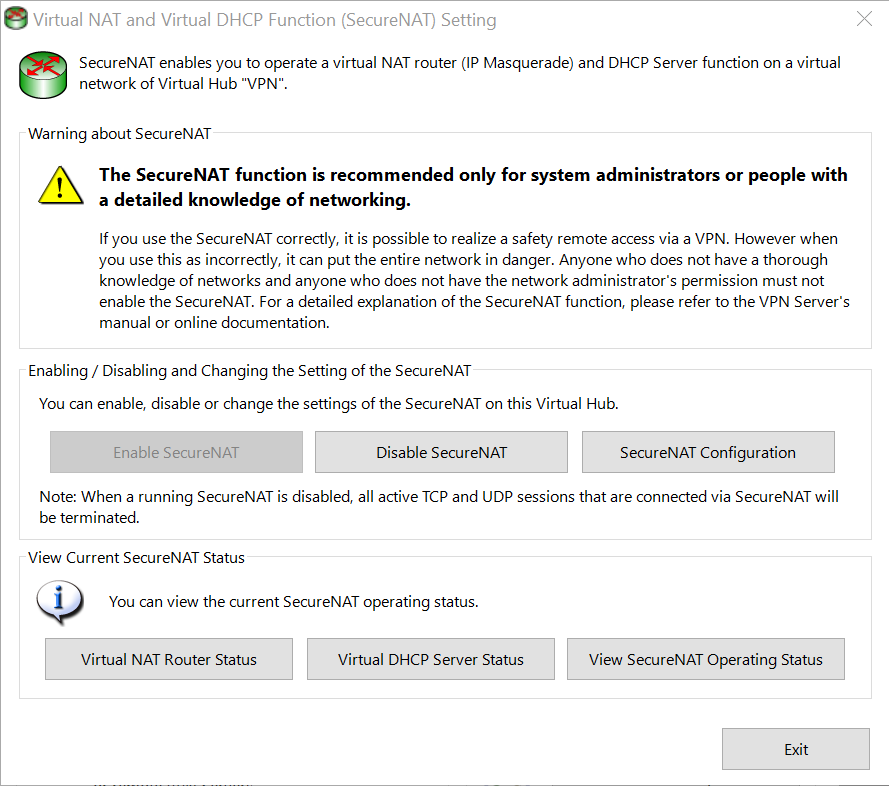 Virtual NAT and Virtual DHCP Function (SecureNAT) Setting
SecureNAT enables you to operate a virtual NAT router (IP Masquerade) and DHCP Server function on a virtual
network of Virtual Hub "VPN".
Warning about SecureNAT
The SecureNAT function is recommended only for system administrators or people with
a detailed knowledge of networking.
If you use the SecureNAT correctly, it is possible to realize a safety remote access via a VPN. However when
you use this as incorrectly, it can put the entire network in danger. Anyone who does not have a thorough
knowledge of networks and anyone who does not have the network administrator's permission must not
enable the SecureNAT. For a detailed explanation of the SecureNAT function, please refer to the VPN Server's
manual or online documentation.
Enabling / Disabling and Changing the Setting of the SecureNAT
You can enable, disable or change the settings of the SecureNAT on this Virtual Hub.
Enable SecureNAT
Disable SecureNAT
SecureNAT Configuration
Note: When a running SecureNAT is disabled, all active TCP and UDP sessions that are connected via SecureNAT will
be terminated.
View Current SecureNAT Status
You can view the current SecureNAT operating status.
Virtual NAT Router Status
Virtual DHCP Server Status
View SecureNAT Operating Status
Exit